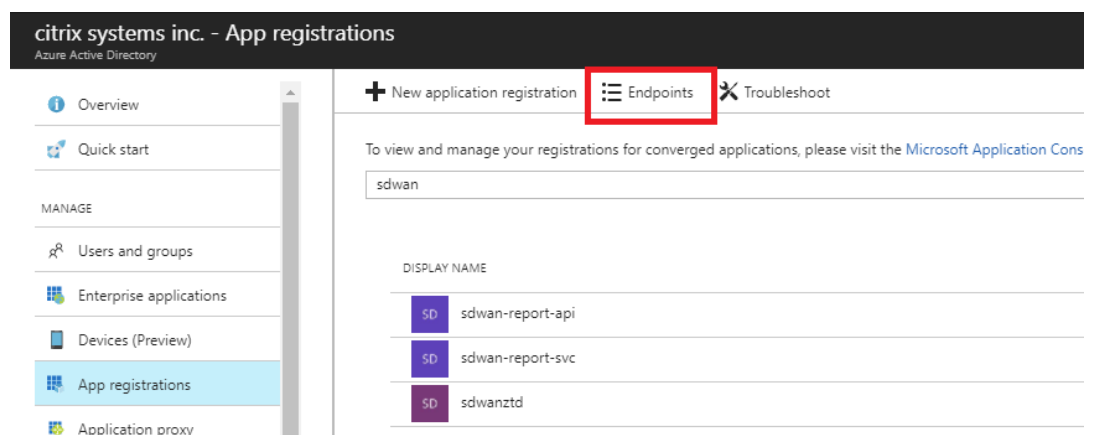 citrix systems inc. - App registrations
Azure Active Directory
Overview
Quick start
MANAGE
Users and groups
Enterprise applications
Devices (Preview)
App registrations
Application proxy
New application registration Endpoints Troubleshoot
To view and manage your registrations for converged applications, please visit the Microsoft Application Cons
sdwan
DISPLAY NAME
SD sdwan-report-api
SD sdwan-report-svc
SD sdwanztd